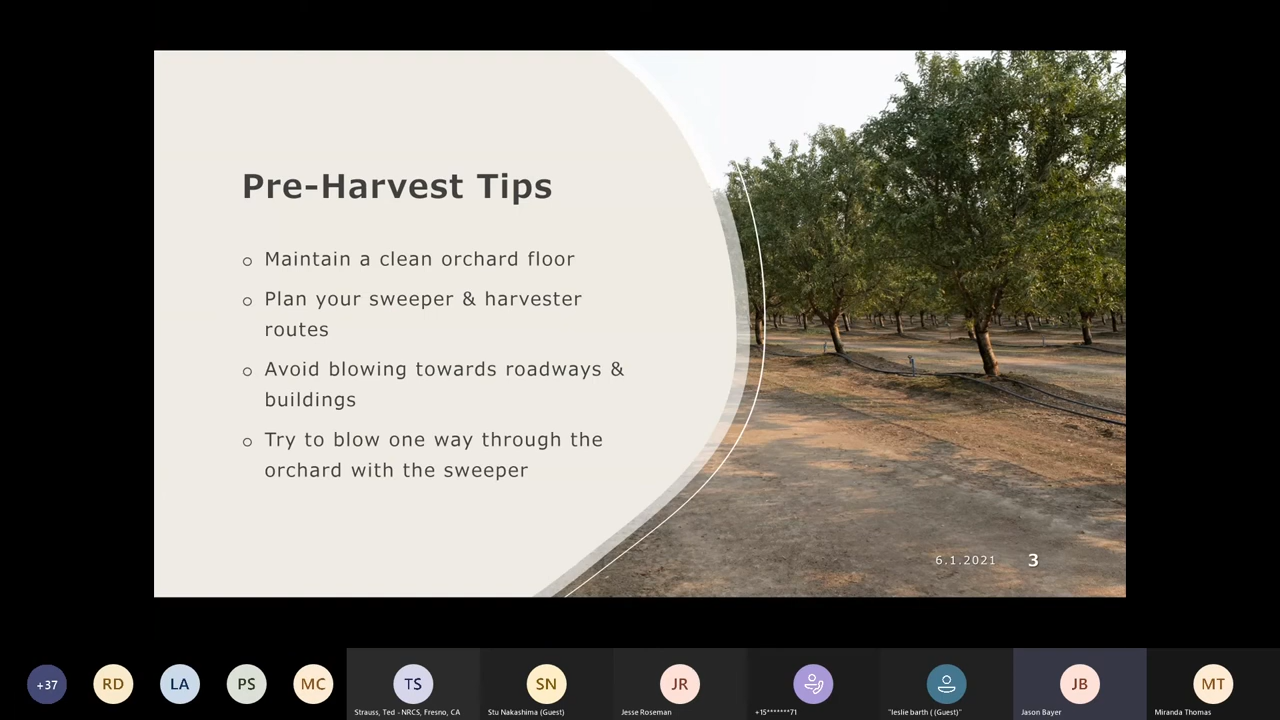 Pre-Harvest Tips
o Maintain a clean orchard floor
o Plan your sweeper & harvester
routes
o Avoid blowing towards roadways &
buildings
o Try to blow one way through the
orchard with the sweeper
6.1.2021 3
+37 RD LA PS MC TS SN JR JB MT
Strauss, Ted - NRCS, Fresno, CA Stu Nakashima (Guest) Jesse Roseman +15*******71 "leslie barth ( (Guest)" Jason Bayer Miranda Thomas